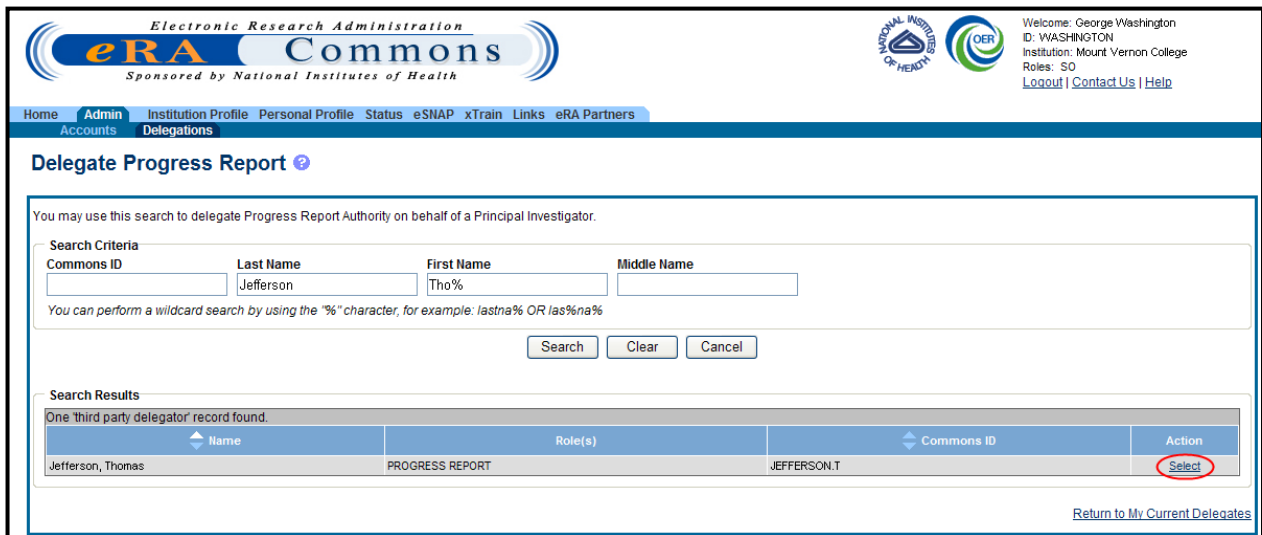 Electronic Research Administration
eRA Commons
Sponsored by National Institutes of Health
NATIONAL INSTITUTES OF HEALTH
OER
Welcome: George Washington
ID: WASHINGTON
Institution: Mount Vernon College
Roles: SO
Logout | Contact Us | Help
Home Admin Institution Profile Personal Profile Status eSNAP xTrain Links eRA Partners
Accounts Delegations
Delegate Progress Report ?
You may use this search to delegate Progress Report Authority on behalf of a Principal Investigator.
Search Criteria
Commons ID Last Name First Name Middle Name
Jefferson Tho%
You can perform a wildcard search by using the "%" character, for example: lastna% OR las%na%
Search Clear Cancel
Search Results
One 'third party delegator' record found.
Name Role(s) Commons ID Action
Jefferson, Thomas PROGRESS REPORT JEFFERSON.T Select
Return to My Current Delegates